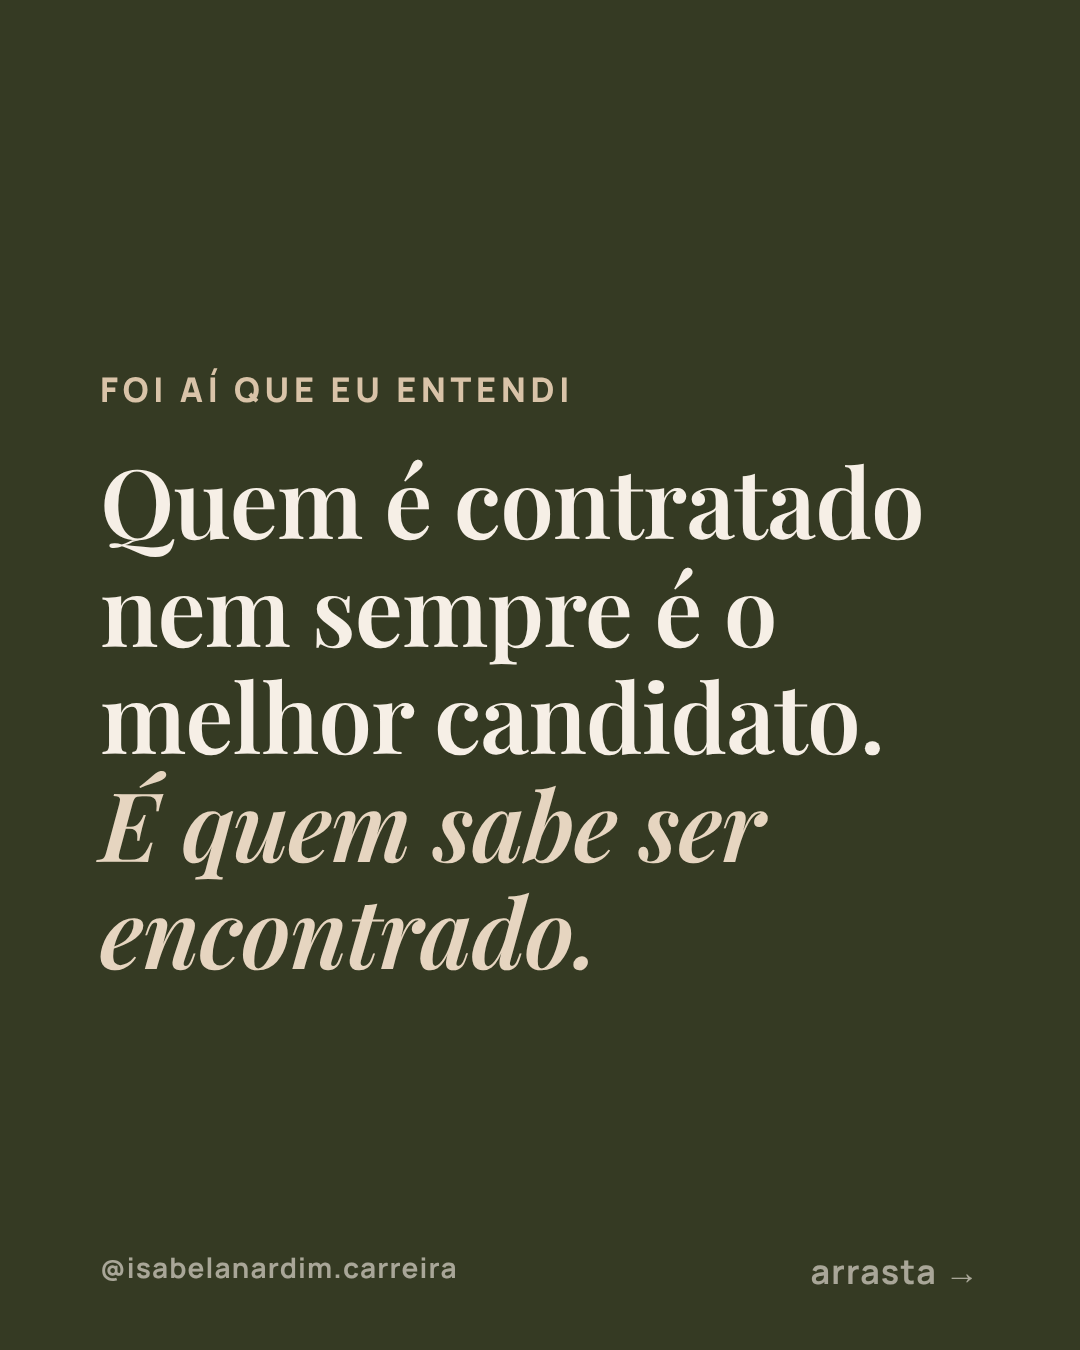 FOI AÍ QUE EU ENTENDI
Quem é contratado
nem sempre é o
melhor candidato.
É quem sabe ser
encontrado.
@isabelanardim.carreira
arrasta →